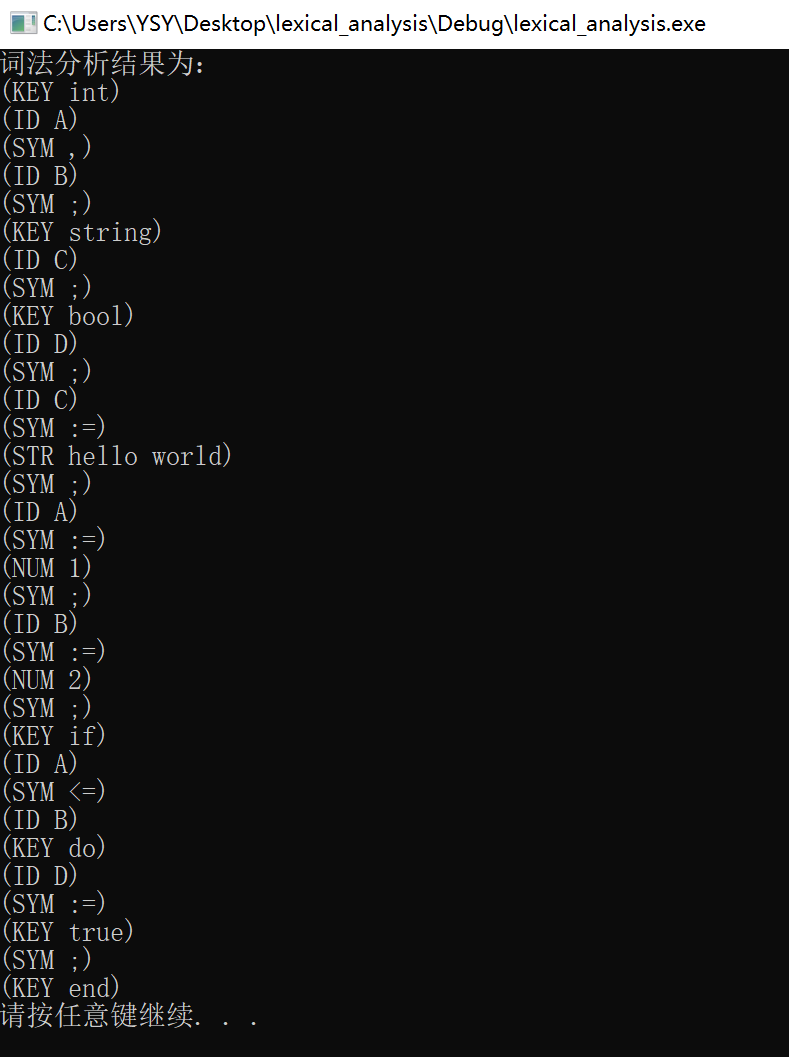 C:\Users\YSY\Desktop\lexical_analysis\Debug\lexical_analysis.exe
词法分析结果为:
(KEY int)
(ID A)
(SYM ,)
(ID B)
(SYM ;)
(KEY string)
(ID C)
(SYM ;)
(KEY bool)
(ID D)
(SYM ;)
(ID C)
(SYM :=)
(STR hello world)
(SYM ;)
(ID A)
(SYM :=)
(NUM 1)
(SYM ;)
(ID B)
(SYM :=)
(NUM 2)
(SYM ;)
(KEY if)
(ID A)
(SYM <=)
(ID B)
(KEY do)
(ID D)
(SYM :=)
(KEY true)
(SYM ;)
(KEY end)
请按任意键继续. . .